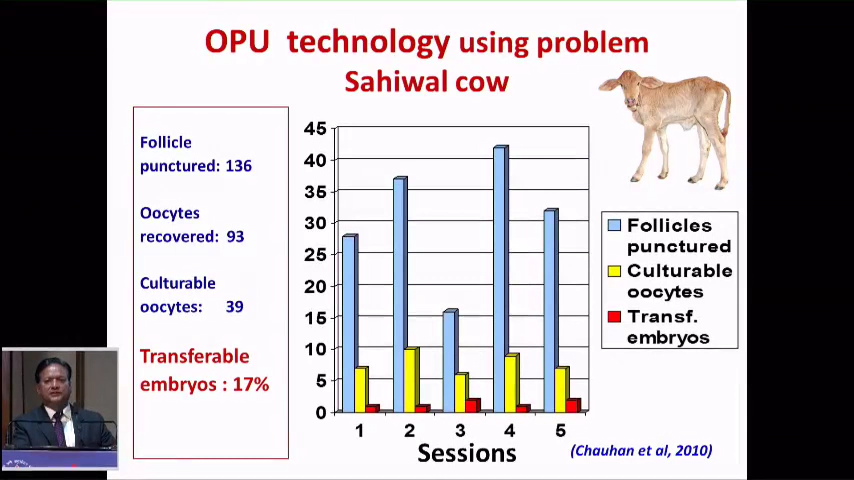 OPU technology using problem
Sahiwal cow
Follicle
punctured: 136
Oocytes
recovered: 93
Culturable
oocytes: 39
Transferable
embryos : 17%
45
40
35
30
25
20
15
10
5
0
1 2 3 4 5
Sessions
Follicles
punctured
Culturable
oocytes
Transf.
embryos
(Chauhan et al, 2010)